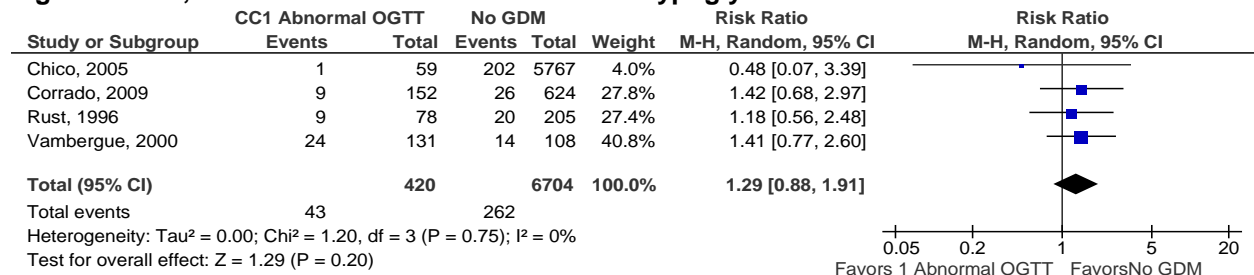 CC1 Abnormal OGTT No GDM Risk Ratio Risk Ratio
Study or Subgroup Events Total Events Total Weight M-H, Random, 95% CI M-H, Random, 95% CI
Chico, 2005 1 59 202 5767 4.0% 0.48 [0.07, 3.39]
Corrado, 2009 9 152 26 624 27.8% 1.42 [0.68, 2.97]
Rust, 1996 9 78 20 205 27.4% 1.18 [0.56, 2.48]
Vambergue, 2000 24 131 14 108 40.8% 1.41 [0.77, 2.60]
Total (95% CI) 420 6704 100.0% 1.29 [0.88, 1.91]
Total events 43 262
Heterogeneity: Tau² = 0.00; Chi² = 1.20, df = 3 (P = 0.75); I² = 0%
Test for overall effect: Z = 1.29 (P = 0.20)
0.05 0.2 1 5 20
Favors 1 Abnormal OGTT FavorsNo GDM